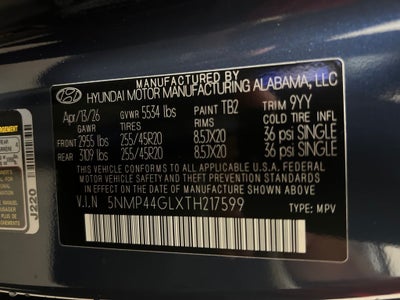 MANUFACTURED BY
HYUNDAI MOTOR MANUFACTURING ALABAMA, LLC
Apr/13/26 GVWR 5534 lbs PAINT TB2 TRIM 9YY
GAWR TIRES RIMS COLD TIRE INFL
FRONT 2955 lbs 255/45R20 8.5JX20 36 psi SINGLE
REAR 3109 lbs 255/45R20 8.5JX20 36 psi SINGLE
THIS VEHICLE CONFORMS TO ALL APPLICABLE U.S.A. FEDERAL
MOTOR VEHICLE SAFETY, BUMPER, AND THEFT PREVENTION
STANDARDS IN EFFECT ON THE DATE OF MANUFACTURE SHOWN ABOVE
V.I.N 5NMP44GLXTH217599 TYPE: MPV
J220